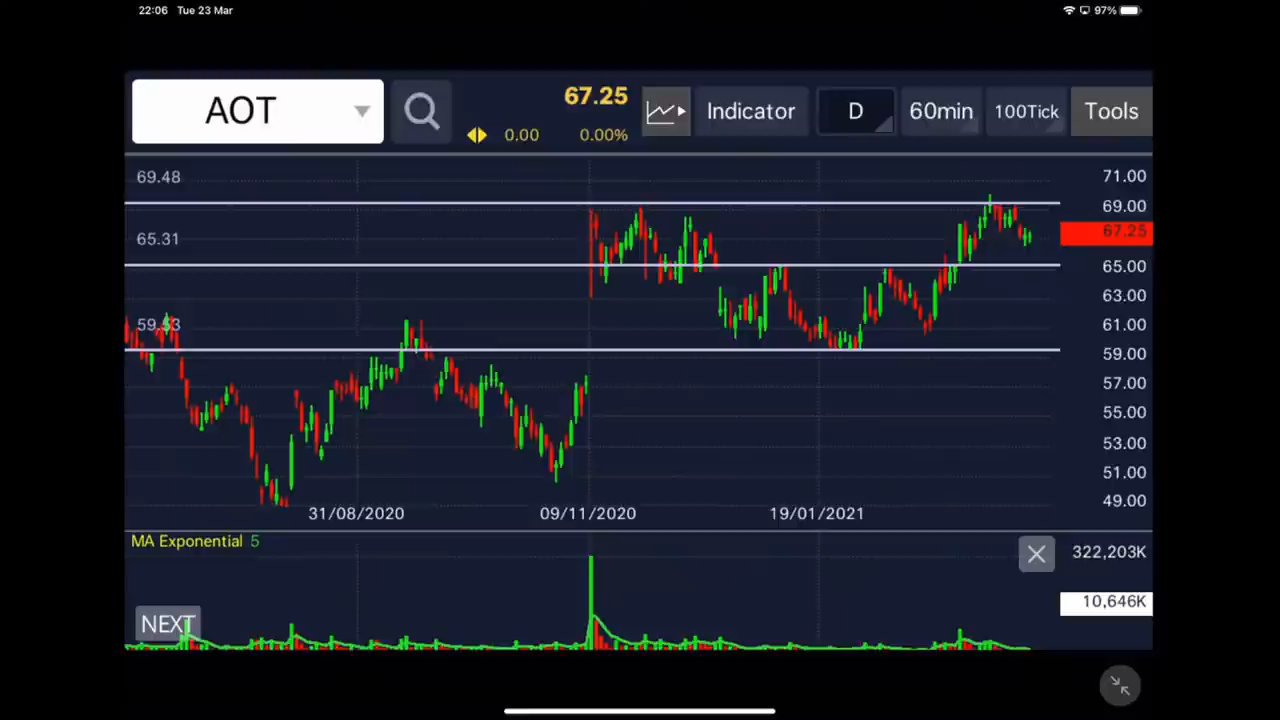 22:06 Tue 23 Mar 97%
AOT 67.25 0.00 0.00% Indicator D 60min 100Tick Tools
69.48 71.00
69.00
65.31 67.25
65.00
63.00
59.53 61.00
59.00
57.00
55.00
53.00
51.00
49.00
31/08/2020 09/11/2020 19/01/2021
MA Exponential 5 322,203K
10,646K
NEXT